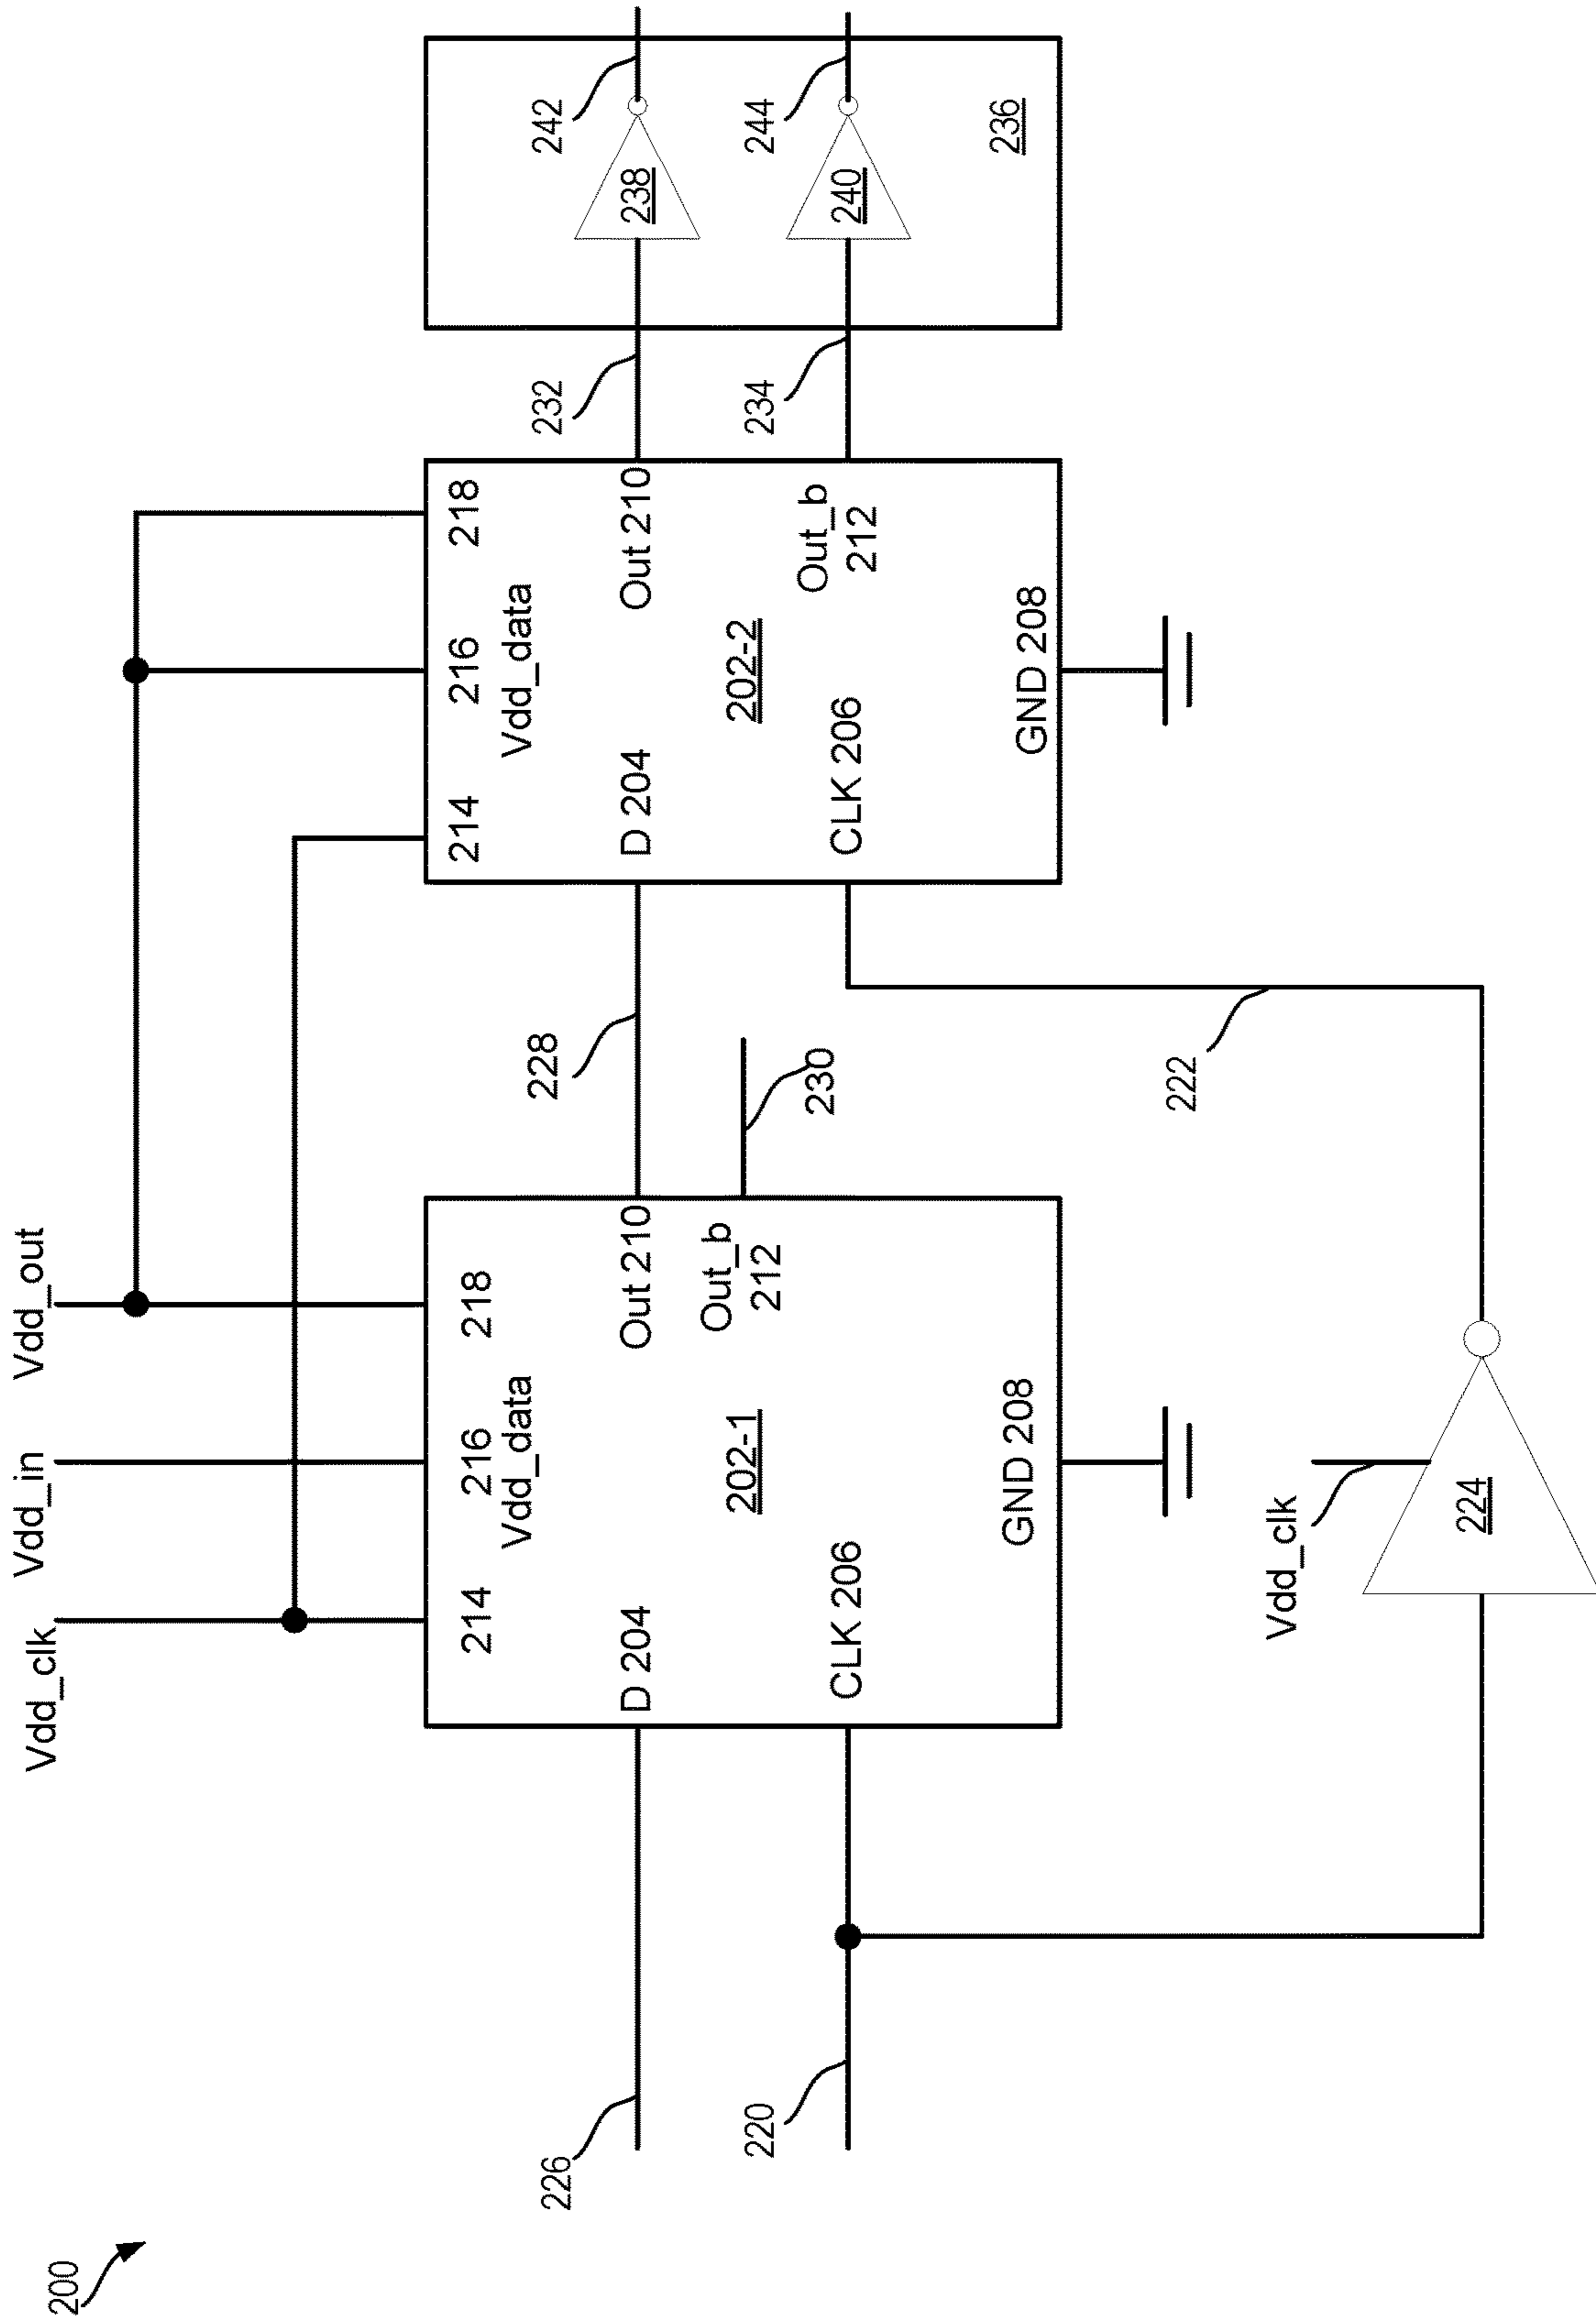 200
Vdd_clk
Vdd_in
Vdd_out
214
216
218
Vdd_data
D 204
Out 210
Out_b
212
202-1
CLK 206
GND 208
214
216
218
Vdd_data
D 204
Out 210
Out_b
212
202-2
CLK 206
GND 208
226
220
228
230
222
Vdd_clk
224
232
234
242
238
244
240
236